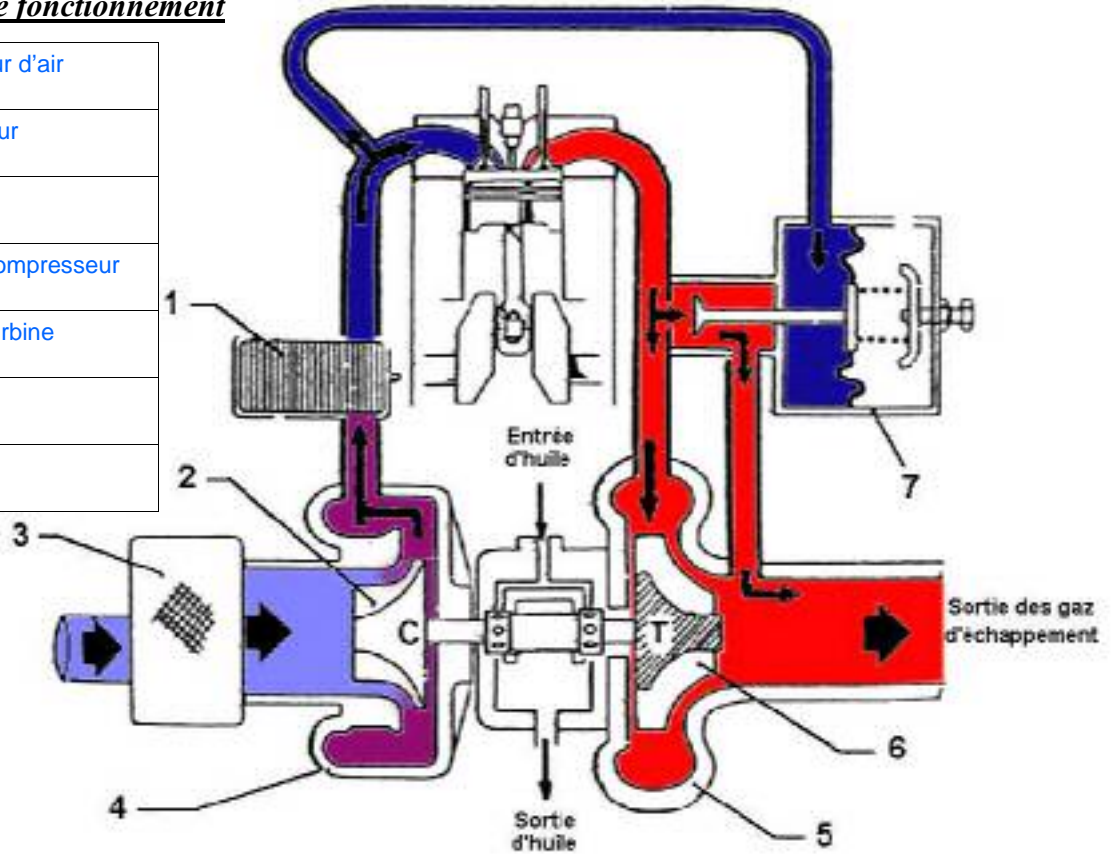 e fonctionnement
ur d'air
ur
ompresseur
rbine
1
2
3
4
5
6
7
C
T
Entrée
d'huile
Sortie
d'huile
Sortie des gaz
d'échappement